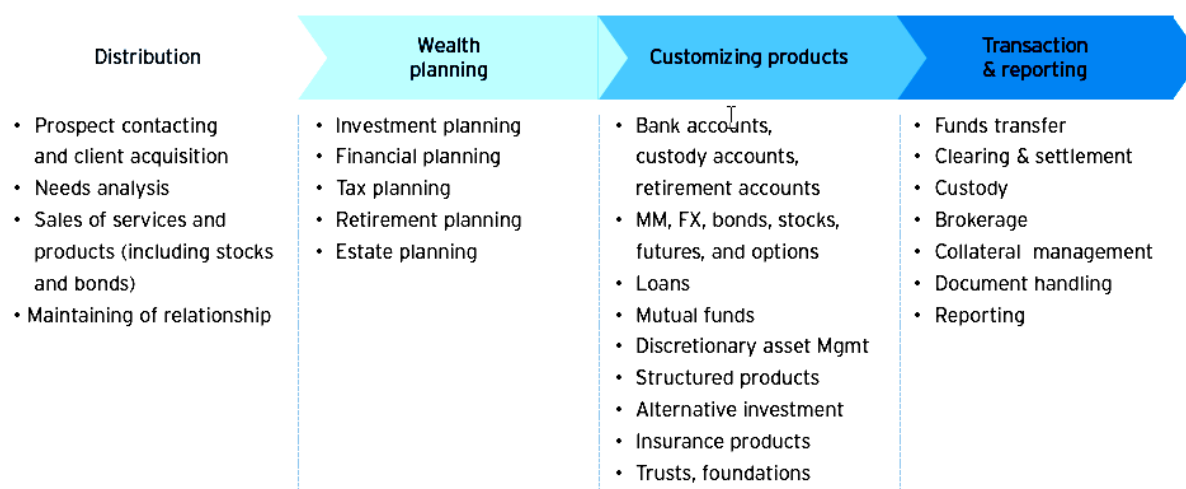 Distribution
Wealth
planning
Customizing products
Transaction
& reporting
• Prospect contacting
and client acquisition
• Needs analysis
• Sales of services and
products (including stocks
and bonds)
• Maintaining of relationship
• Investment planning
• Financial planning
• Tax planning
• Retirement planning
• Estate planning
• Bank accounts,
custody accounts,
retirement accounts
• MM, FX, bonds, stocks,
futures, and options
• Loans
• Mutual funds
• Discretionary asset Mgmt
• Structured products
• Alternative investment
• Insurance products
• Trusts, foundations
• Funds transfer
• Clearing & settlement
• Custody
• Brokerage
• Collateral management
• Document handling
• Reporting